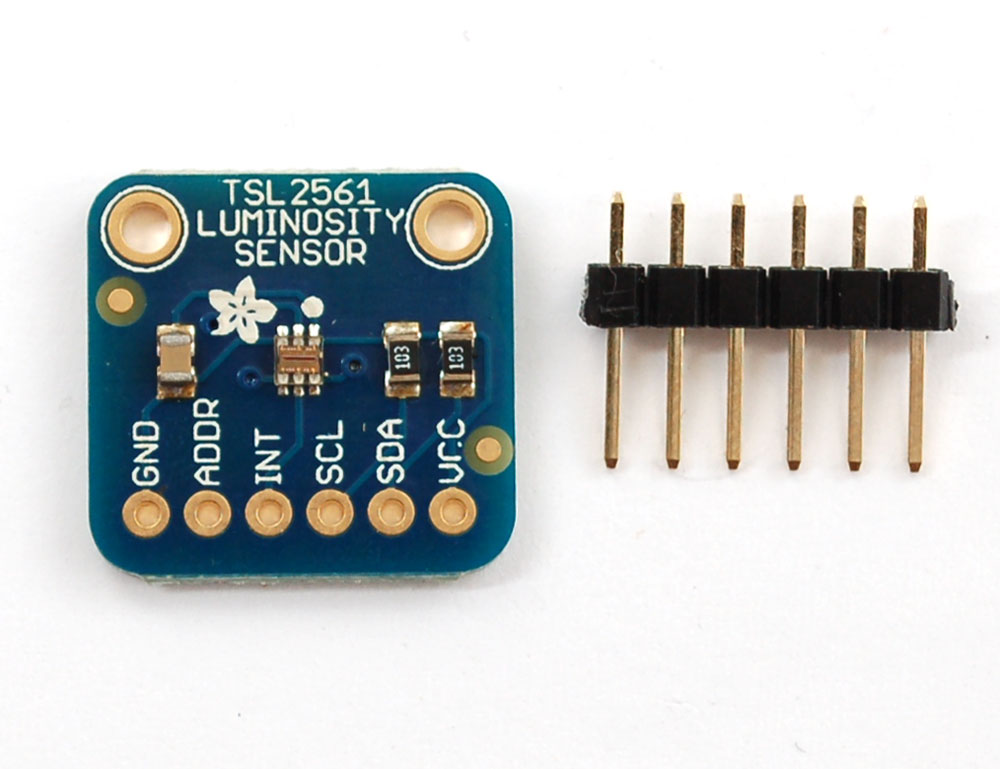 TSL2561
LUMINOSITY
SENSOR
103
103
GND
ADDR
INT
SCL
SDA
VCC